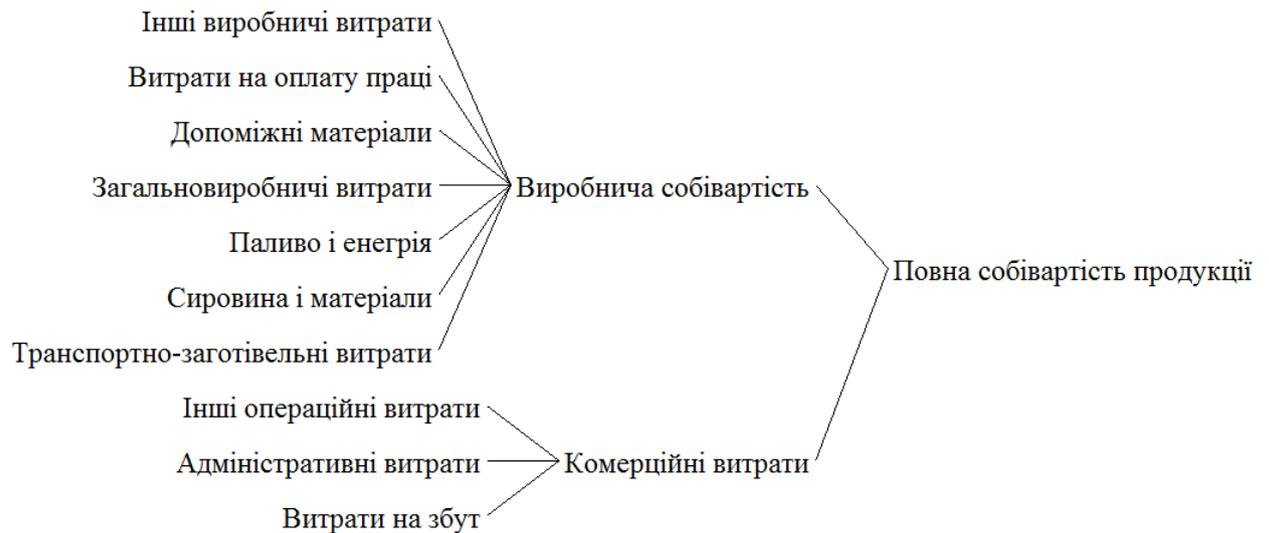 Інші виробничі витрати
Витрати на оплату праці
Допоміжні матеріали
Загальновиробничі витрати
Виробнича собівартість
Паливо і енегрія
Повна собівартість продукції
Сировина і матеріали
Транспортно-заготівельні витрати
Інші операційні витрати
Адміністративні витрати
Комерційні витрати
Витрати на збут